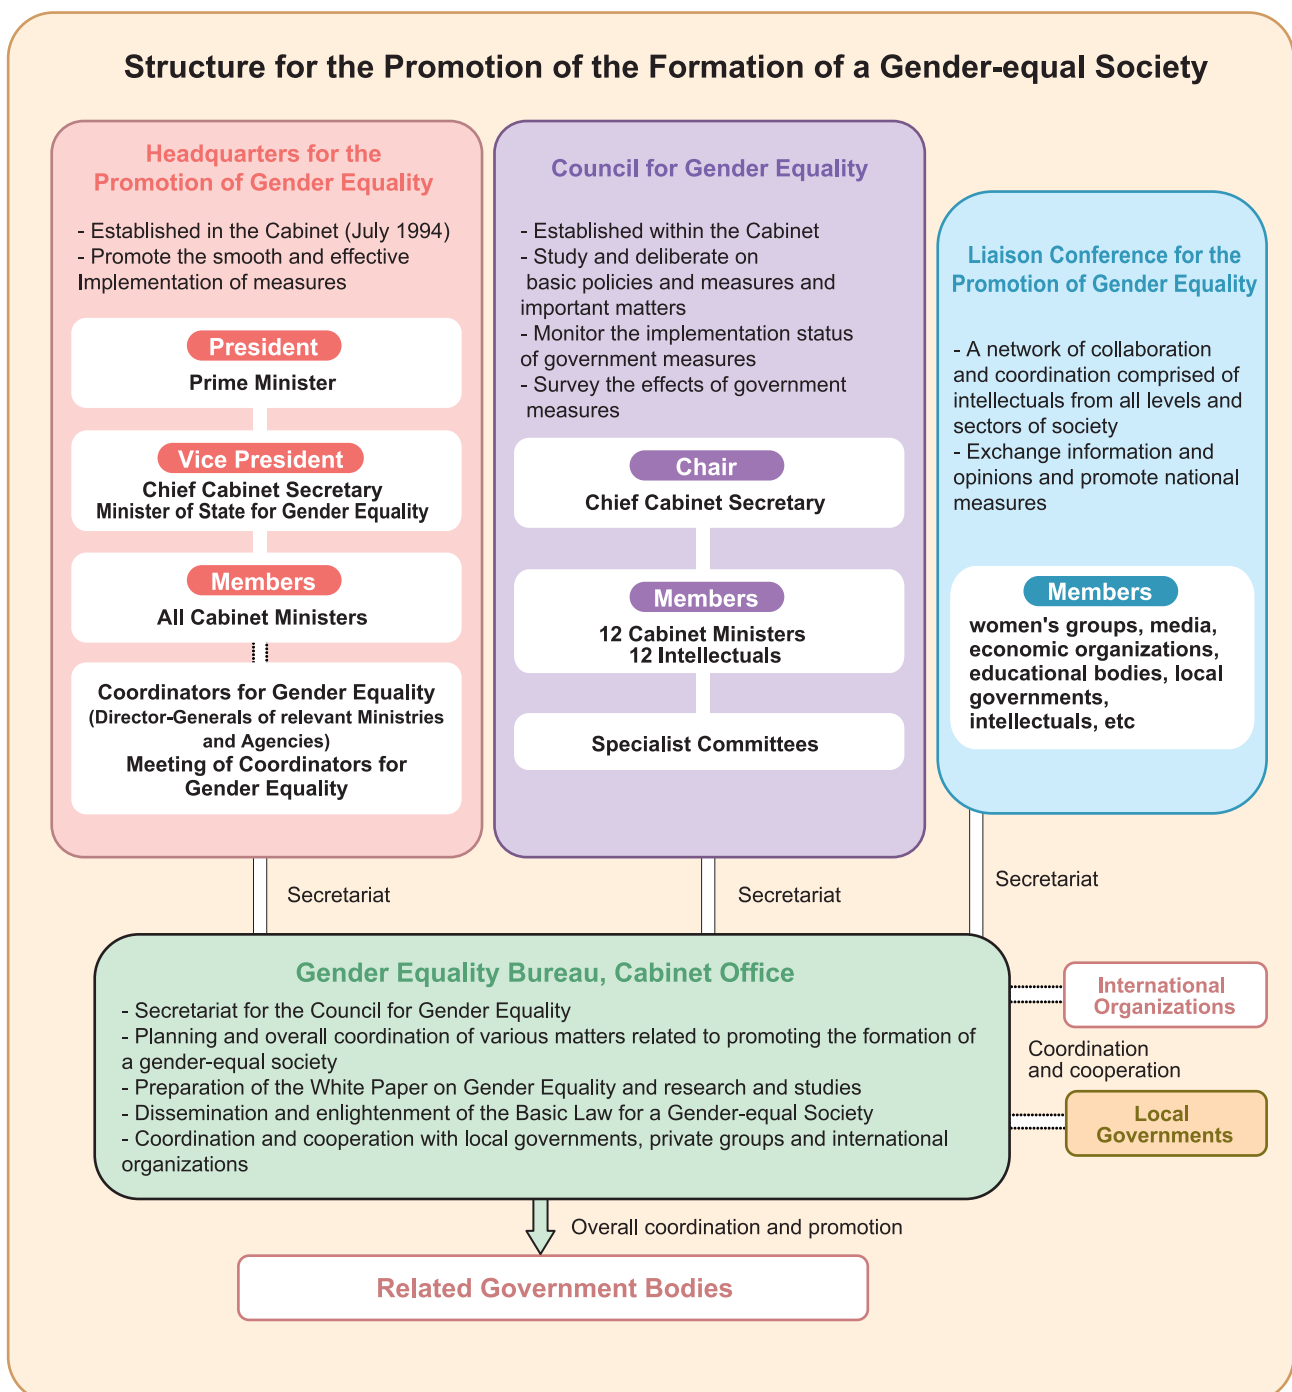 Structure for the Promotion of the Formation of a Gender-equal Society
Headquarters for the
Promotion of Gender Equality
- Established in the Cabinet (July 1994)
- Promote the smooth and effective
Implementation of measures
President
Prime Minister
Vice President
Chief Cabinet Secretary
Minister of State for Gender Equality
Members
All Cabinet Ministers
Coordinators for Gender Equality
(Director-Generals of relevant Ministries
and Agencies)
Meeting of Coordinators for
Gender Equality
Council for Gender Equality
- Established within the Cabinet
- Study and deliberate on
basic policies and measures and
important matters
- Monitor the implementation status
of government measures
- Survey the effects of government
measures
Chair
Chief Cabinet Secretary
Members
12 Cabinet Ministers
12 Intellectuals
Specialist Committees
Liaison Conference for the
Promotion of Gender Equality
- A network of collaboration
and coordination comprised of
intellectuals from all levels and
sectors of society
- Exchange information and
opinions and promote national
measures
Members
women's groups, media,
economic organizations,
educational bodies, local
governments,
intellectuals, etc
Secretariat
Secretariat
Secretariat
Gender Equality Bureau, Cabinet Office
- Secretariat for the Council for Gender Equality
- Planning and overall coordination of various matters related to promoting the formation of
a gender-equal society
- Preparation of the White Paper on Gender Equality and research and studies
- Dissemination and enlightenment of the Basic Law for a Gender-equal Society
- Coordination and cooperation with local governments, private groups and international
organizations
International
Organizations
Coordination
and cooperation
Local
Governments
Overall coordination and promotion
Related Government Bodies